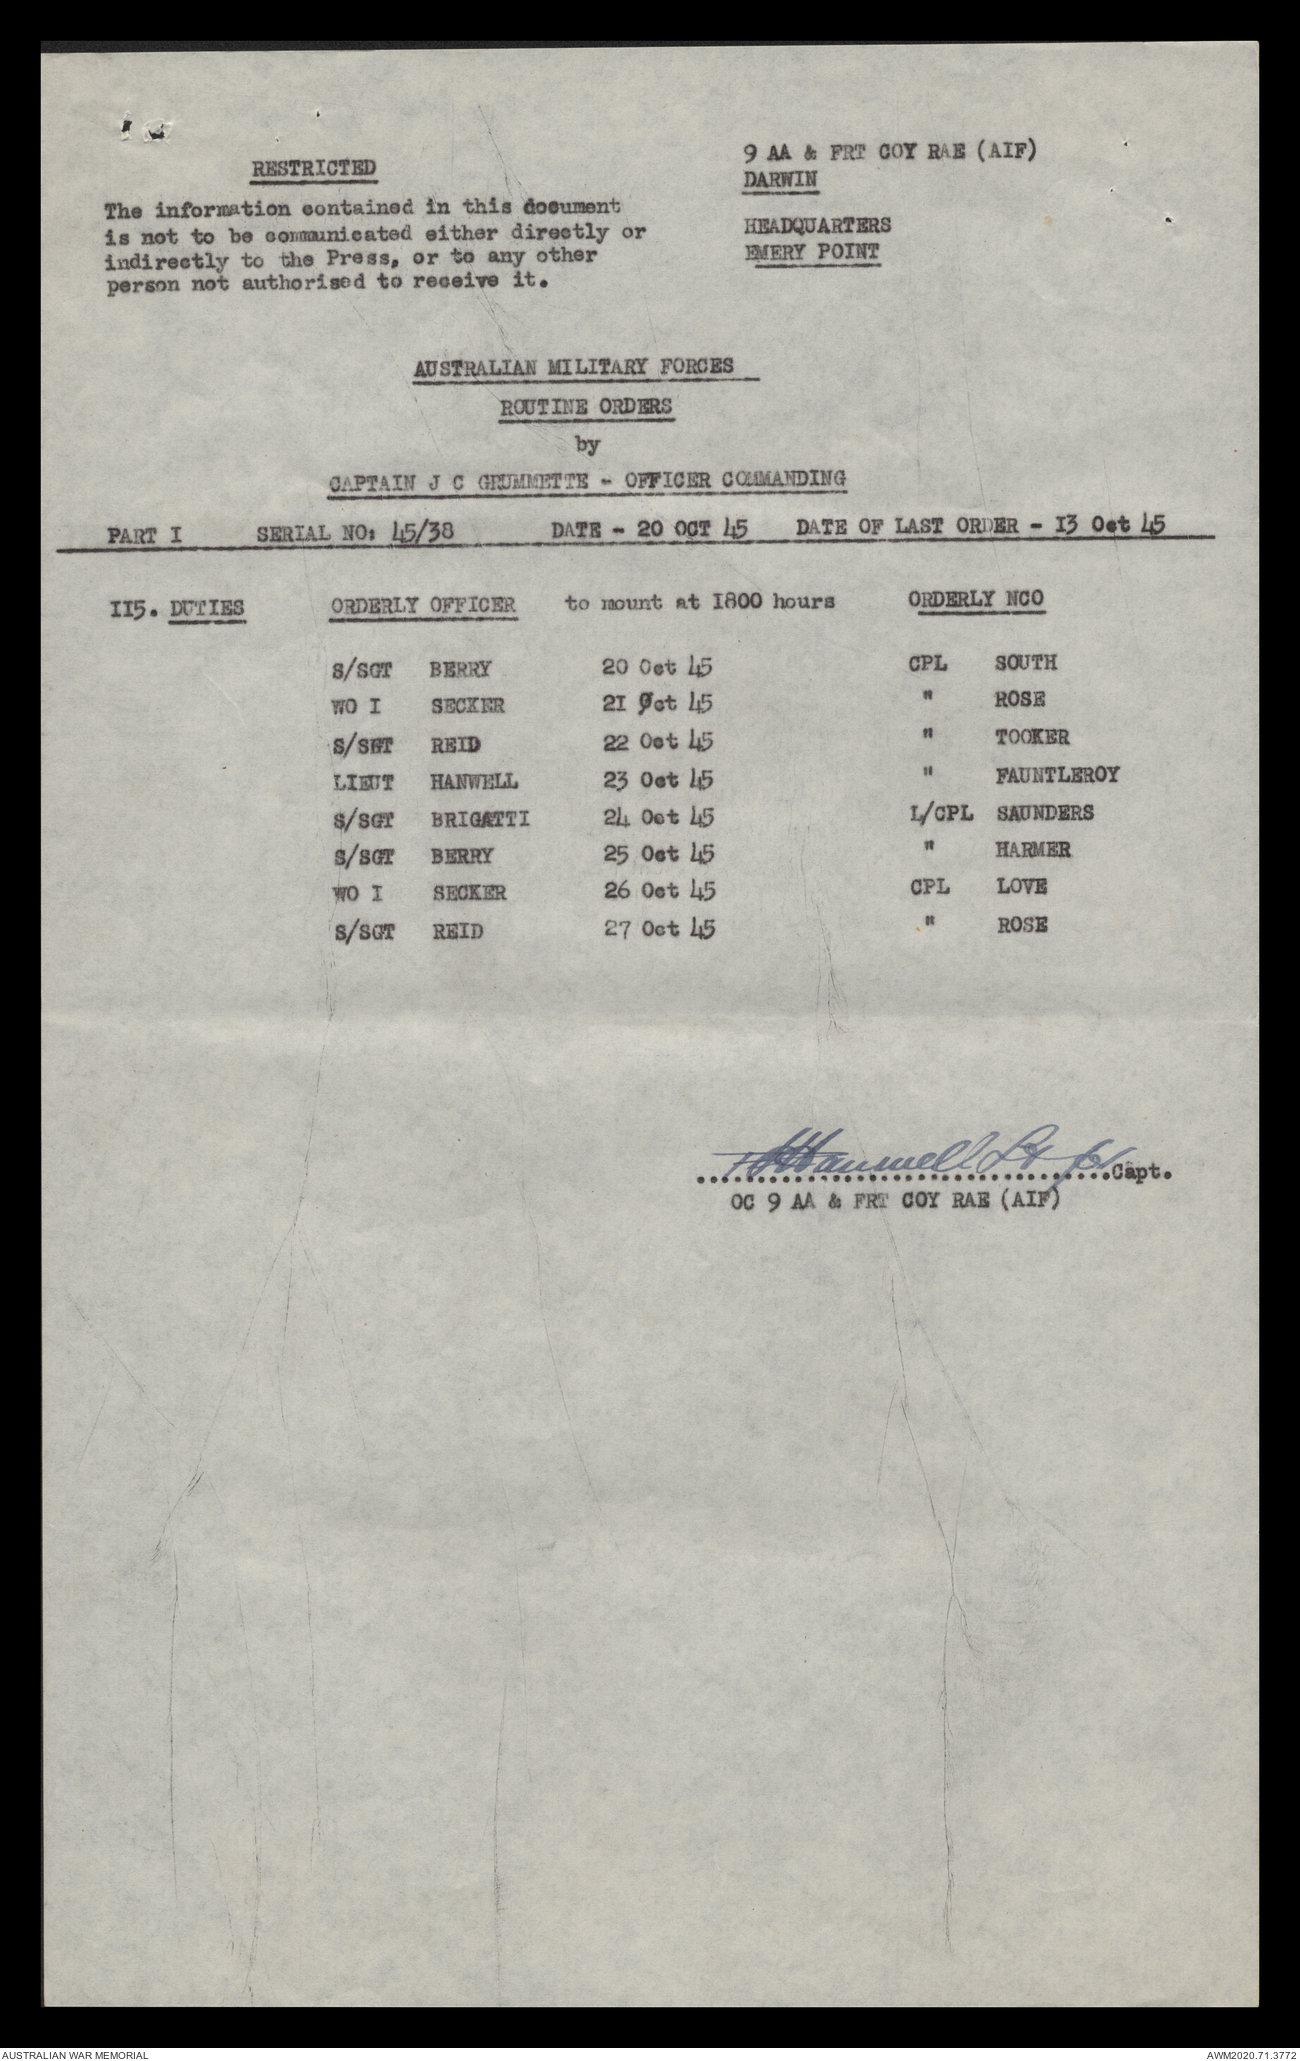 RESTRICTED
The information contained in this document
is not to be communicated either directly or
indirectly to the Press, or to any other
person not authorised to receive it.
9 AA & FRT COY RAE (AIF)
DARWIN
HEADQUARTERS
EMERY POINT
AUSTRALIAN MILITARY FORCES
ROUTINE ORDERS
by
CAPTAIN J C GRUMMETTE - OFFICER COMMANDING
PART I SERIAL NO: 45/38 DATE - 20 OCT 45 DATE OF LAST ORDER - 13 Oct 45
115. DUTIES ORDERLY OFFICER to mount at 1800 hours ORDERLY NCO
S/SGT BERRY 20 Oct 45 CPL SOUTH
WO I SECKER 21 Oct 45 " ROSE
S/SGT REID 22 Oct 45 " TOOKER
LIEUT HANWELL 23 Oct 45 " FAUNTLEROY
S/SGT BRIGATTI 24 Oct 45 L/CPL SAUNDERS
S/SGT BERRY 25 Oct 45 " HARMER
WO I SECKER 26 Oct 45 CPL LOVE
S/SGT REID 27 Oct 45 " ROSE
Hanwell Lt for Capt.
OC 9 AA & FRT COY RAE (AIF)
AUSTRALIAN WAR MEMORIAL
AWM2020.71.3772